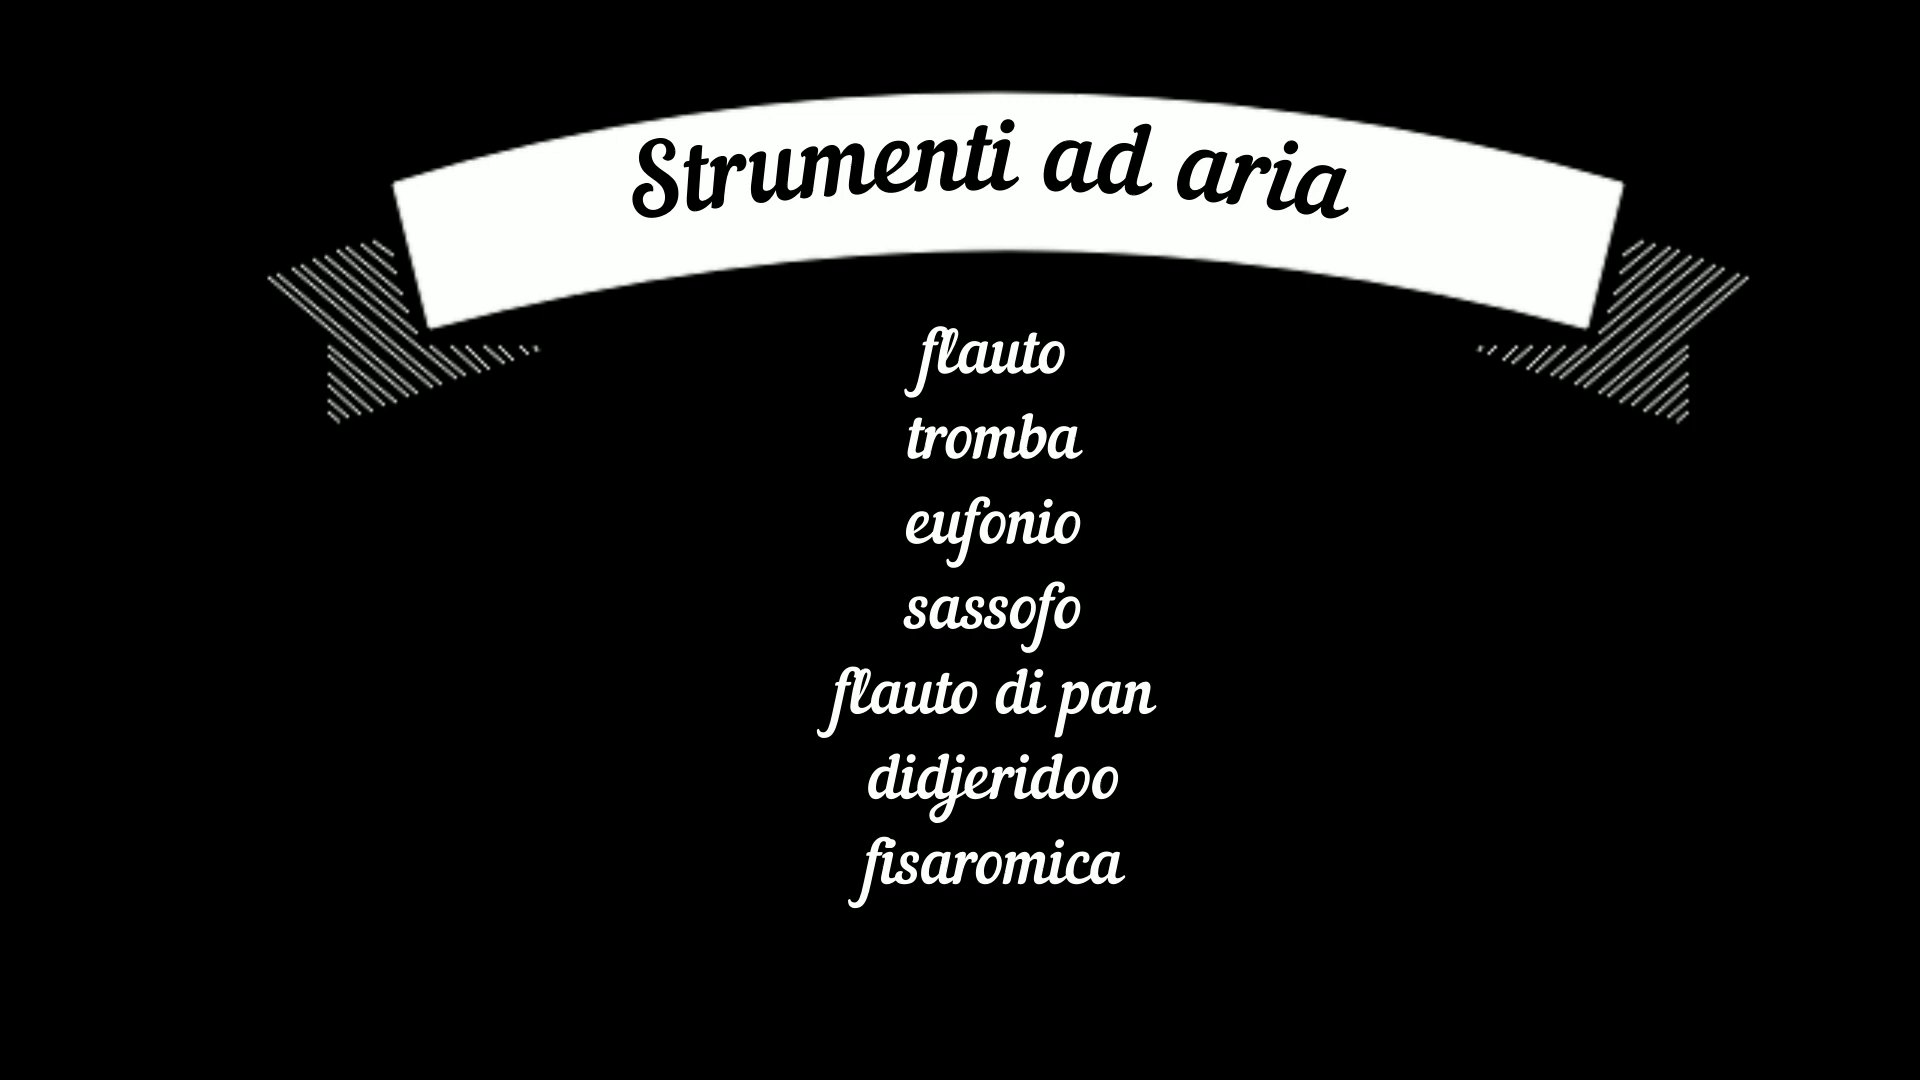 Strumenti ad aria
flauto
tromba
eufonio
sassofo
flauto di pan
didjeridoo
fisaromica